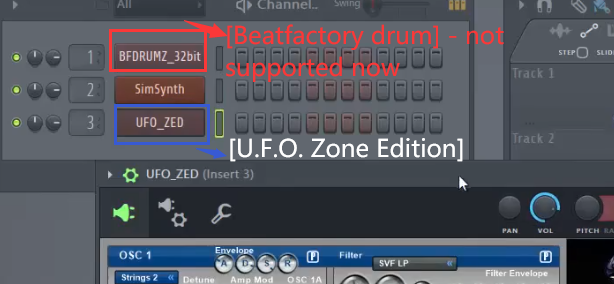 All
Channel...
Swing
[Beatfactory drum] - not
supported now
1
BFDRUMZ_32bit
STEP
SLIDE
2
SimSynth
Track 1
3
UFO_ZED
Track 2
[U.F.O. Zone Edition]
UFO_ZED (Insert 3)
PAN
VOL
PITCH
OSC 1
Envelope
P
Filter
P
A
D
S
R
SVF LP
Strings 2
Detune
Amp Mod
OSC 1A
Filter Envelope